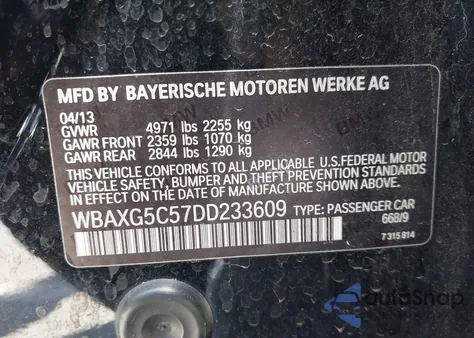 MFD BY BAYERISCHE MOTOREN WERKE AG
04/13
GVWR 4971 lbs 2255 kg
GAWR FRONT 2359 lbs 1070 kg
GAWR REAR 2844 lbs 1290 kg
THIS VEHICLE CONFORMS TO ALL APPLICABLE U.S.FEDERAL MOTOR
VEHICLE SAFETY, BUMPER, AND THEFT PREVENTION STANDARDS
IN EFFECT ON THE DATE OF MANUFACTURE SHOWN ABOVE.
WBAXG5C57DD233609 TYPE: PASSENGER CAR
668/9
7 315 814
autoSnap